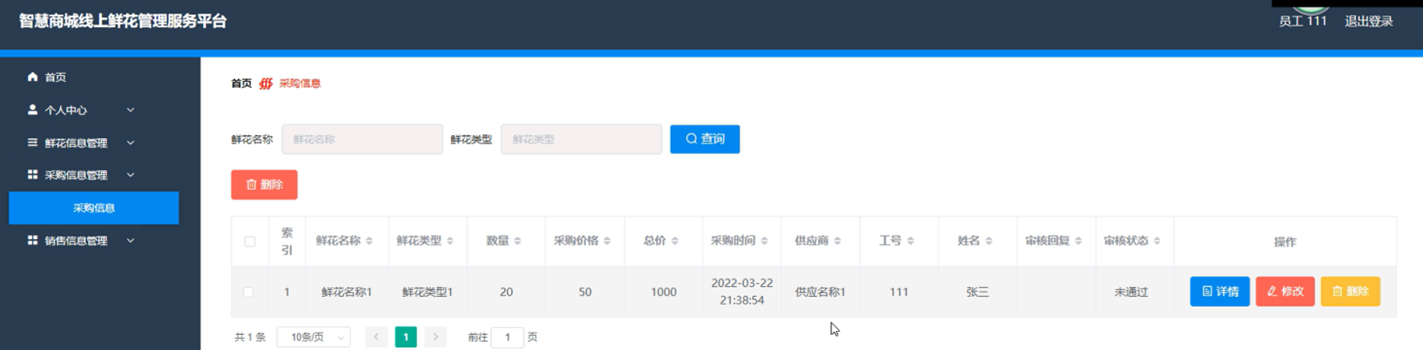 智慧商城线上鲜花管理服务平台
员工 111 退出登录
首页
个人中心
鲜花信息管理
采购信息管理
采购信息
销售信息管理
首页 采购信息
鲜花名称 鲜花名称 鲜花类型 鲜花类型 查询
删除
索引 鲜花名称 鲜花类型 数量 采购价格 总价 采购时间 供应商 工号 姓名 审核回复 审核状态 操作
1 鲜花名称1 鲜花类型1 20 50 1000 2022-03-22 21:38:54 供应名称1 111 张三 未通过 详情 修改 删除
共 1 条 10条/页 1 前往 1 页